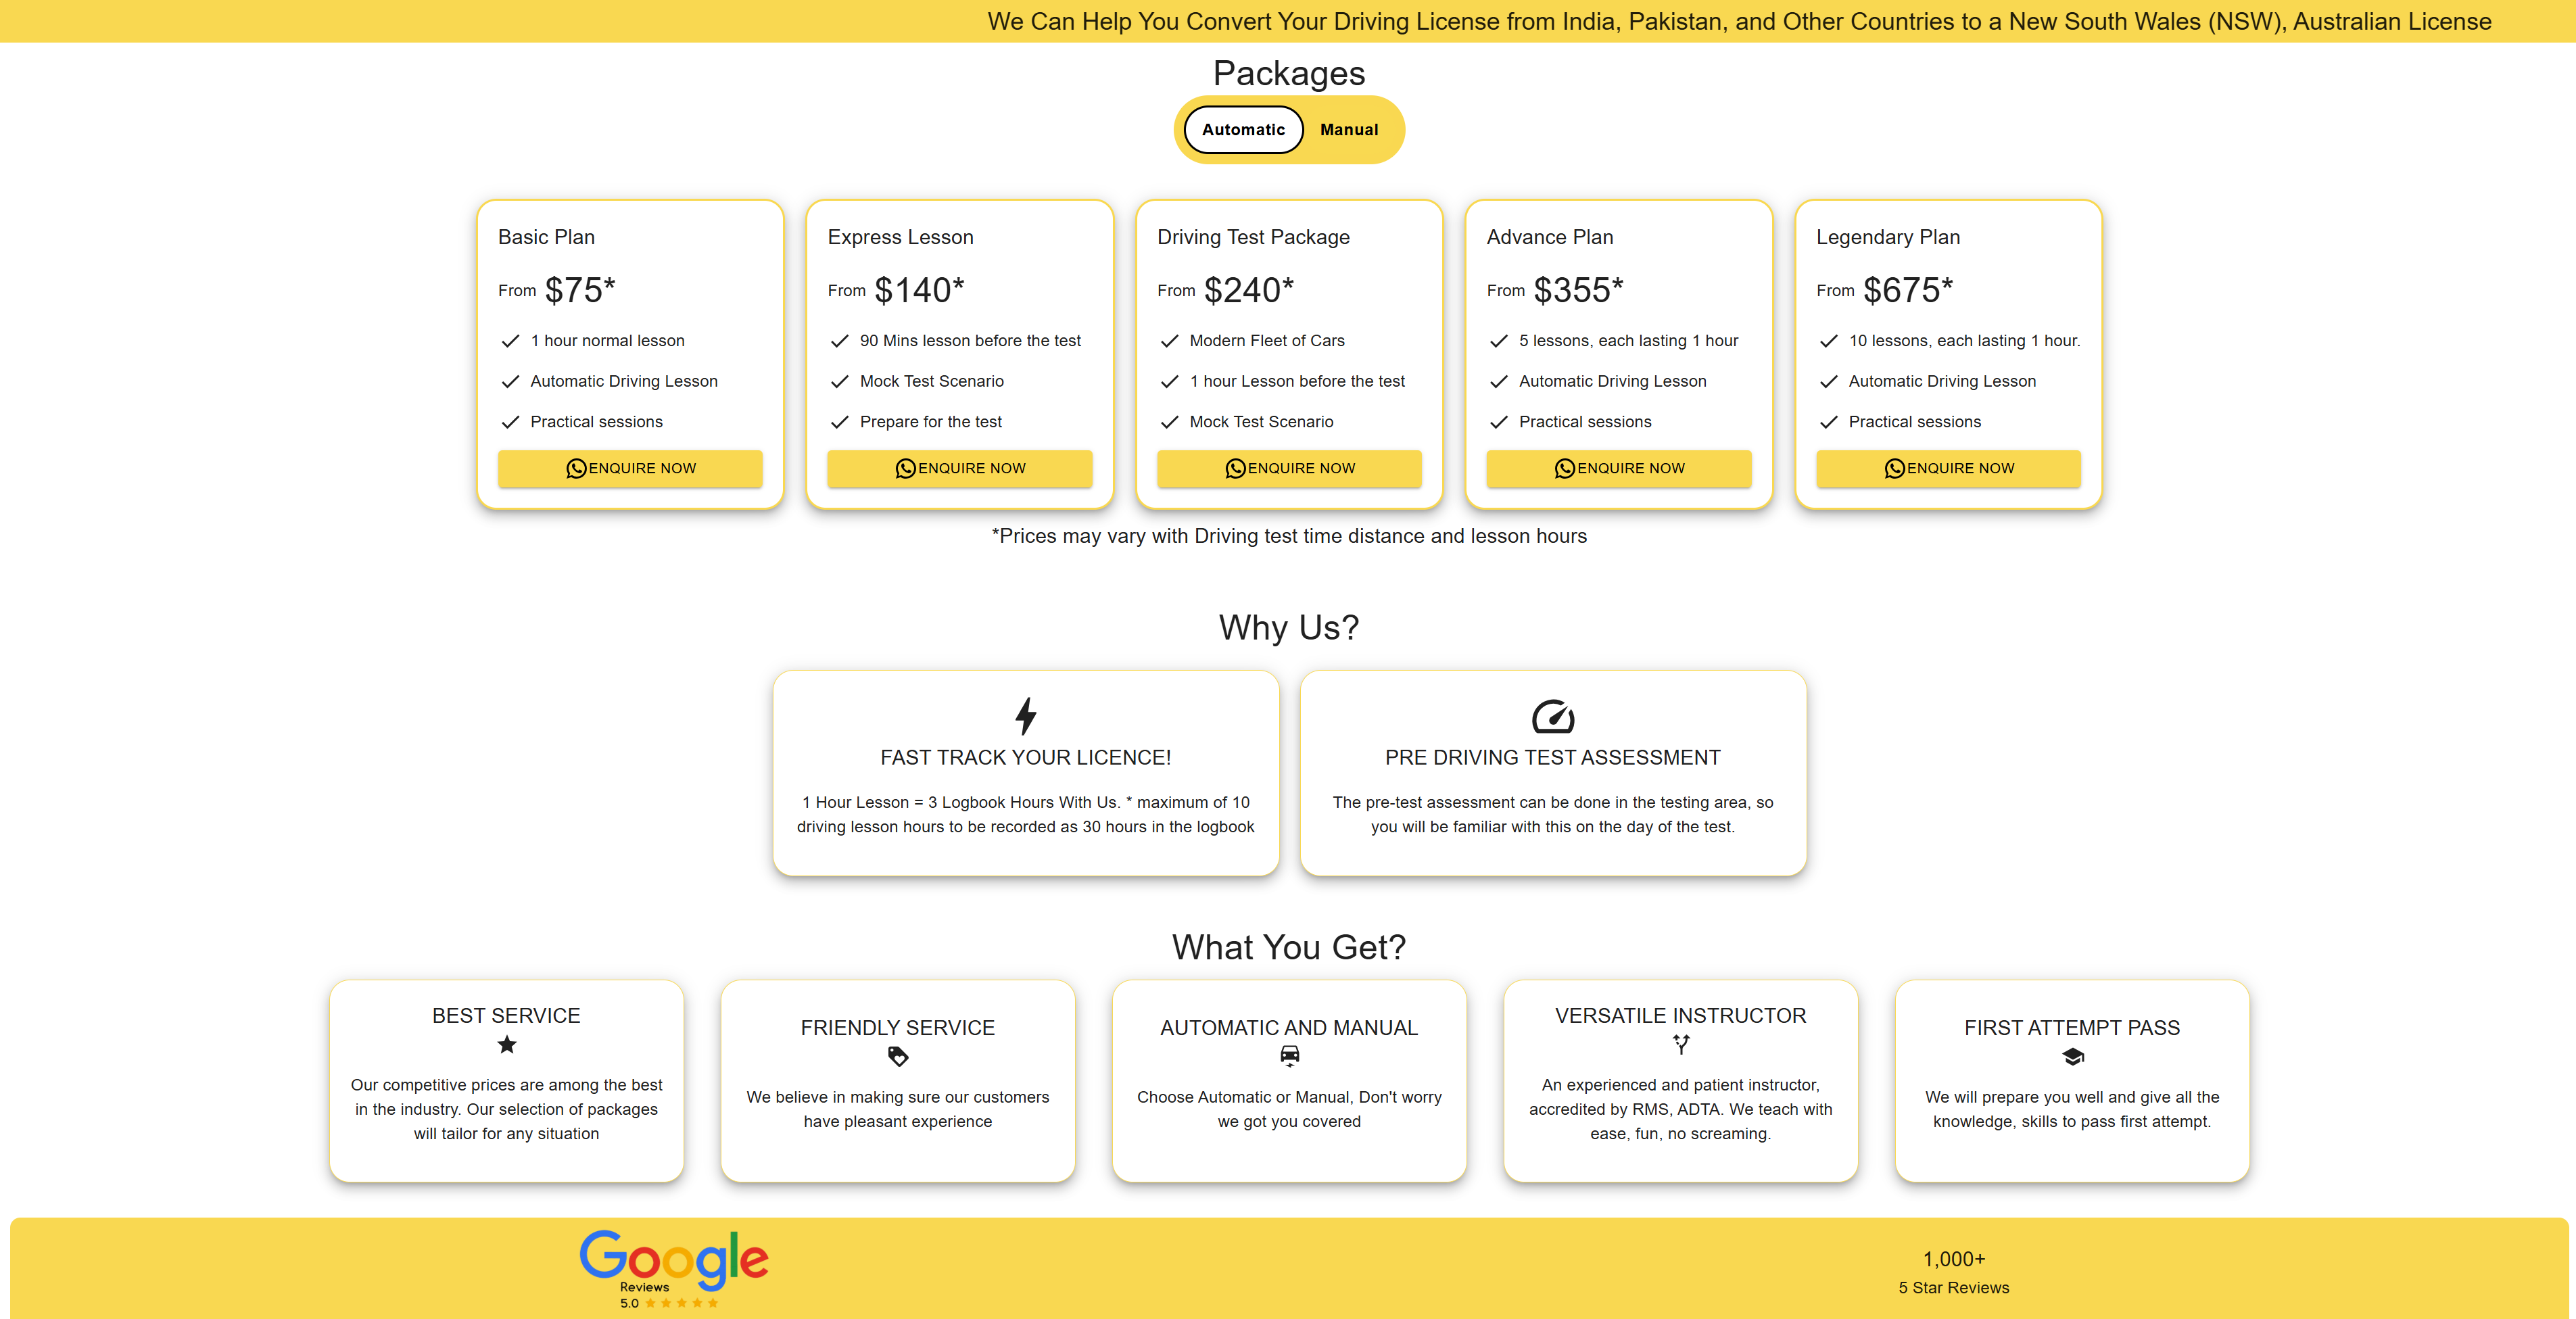 We Can Help You Convert Your Driving License from India, Pakistan, and Other Countries to a New South Wales (NSW), Australian License
Packages
Automatic
Manual
Basic Plan
From $75*
1 hour normal lesson
Automatic Driving Lesson
Practical sessions
ENQUIRE NOW
Express Lesson
From $140*
90 Mins lesson before the test
Mock Test Scenario
Prepare for the test
ENQUIRE NOW
Driving Test Package
From $240*
Modern Fleet of Cars
1 hour Lesson before the test
Mock Test Scenario
ENQUIRE NOW
Advance Plan
From $355*
5 lessons, each lasting 1 hour
Automatic Driving Lesson
Practical sessions
ENQUIRE NOW
Legendary Plan
From $675*
10 lessons, each lasting 1 hour.
Automatic Driving Lesson
Practical sessions
ENQUIRE NOW
*Prices may vary with Driving test time distance and lesson hours
Why Us?
FAST TRACK YOUR LICENCE!
1 Hour Lesson = 3 Logbook Hours With Us. * maximum of 10
driving lesson hours to be recorded as 30 hours in the logbook
PRE DRIVING TEST ASSESSMENT
The pre-test assessment can be done in the testing area, so
you will be familiar with this on the day of the test.
What You Get?
BEST SERVICE
Our competitive prices are among the best
in the industry. Our selection of packages
will tailor for any situation
FRIENDLY SERVICE
We believe in making sure our customers
have pleasant experience
AUTOMATIC AND MANUAL
Choose Automatic or Manual, Don't worry
we got you covered
VERSATILE INSTRUCTOR
An experienced and patient instructor,
accredited by RMS, ADTA. We teach with
ease, fun, no screaming.
FIRST ATTEMPT PASS
We will prepare you well and give all the
knowledge, skills to pass first attempt.
Google
Reviews
5.0
1,000+
5 Star Reviews